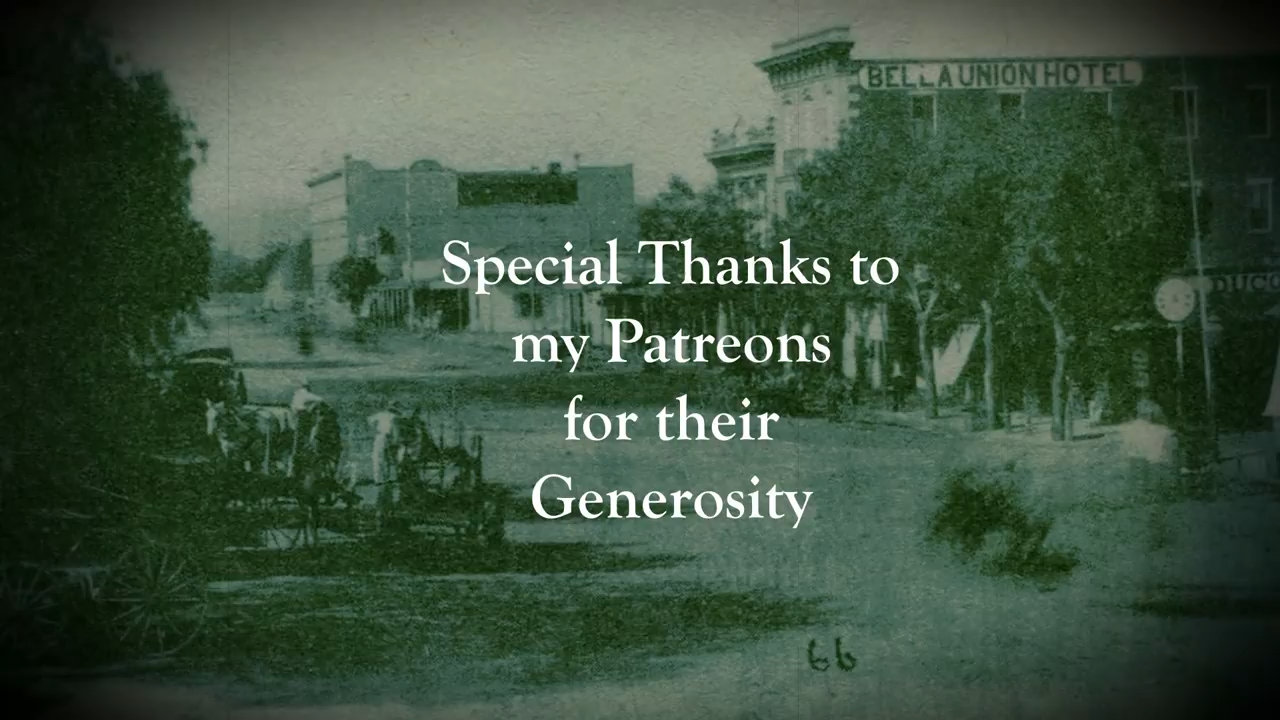 BELLA UNION HOTEL
Special Thanks to
my Patreons
for their
Generosity
66